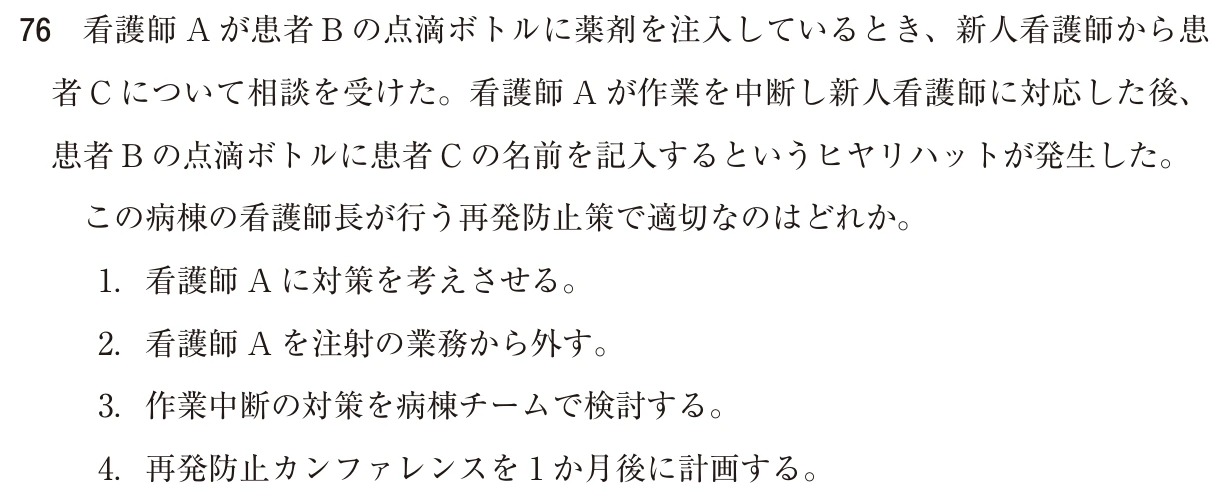 76 看護師 A が患者 B の点滴ボトルに薬剤を注入しているとき、新人看護師から患
者 C について相談を受けた。看護師 A が作業を中断し新人看護師に対応した後、
患者 B の点滴ボトルに患者 C の名前を記入するというヒヤリハットが発生した。
この病棟の看護師長が行う再発防止策で適切なのはどれか。
1. 看護師 A に対策を考えさせる。
2. 看護師 A を注射の業務から外す。
3. 作業中断の対策を病棟チームで検討する。
4. 再発防止カンファレンスを 1 か月後に計画する。